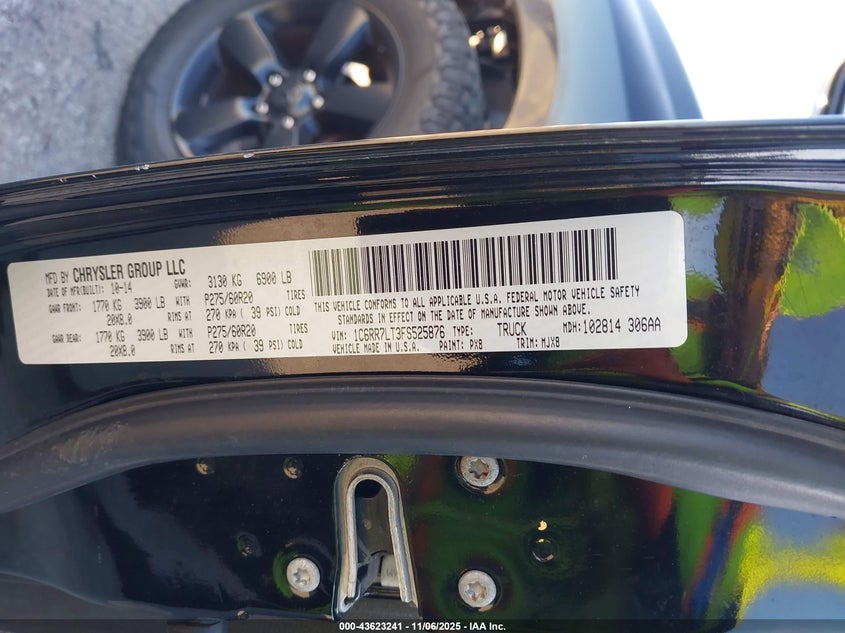 MFD BY CHRYSLER GROUP LLC
DATE OF MFR(BUILT): 10-14 GVWR: 3130 KG 6900 LB
GAWR FRONT: 1770 KG 3900 LB WITH P275/60R20 TIRES
20X8.0 RIMS AT 270 KPA ( 39 PSI) COLD
GAWR REAR: 1770 KG 3900 LB WITH P275/60R20 TIRES
20X8.0 RIMS AT 270 KPA ( 39 PSI) COLD
THIS VEHICLE CONFORMS TO ALL APPLICABLE U.S.A. FEDERAL MOTOR VEHICLE SAFETY
STANDARDS IN EFFECT ON THE DATE OF MANUFACTURE SHOWN ABOVE.
VIN: 1C6RR7LT3FS525876 TYPE: TRUCK MDH:102814 306AA
VEHICLE MADE IN U.S.A. PAINT: PX8 TRIM: MJX8
000-43623241 - 11/06/2025 - IAA Inc.